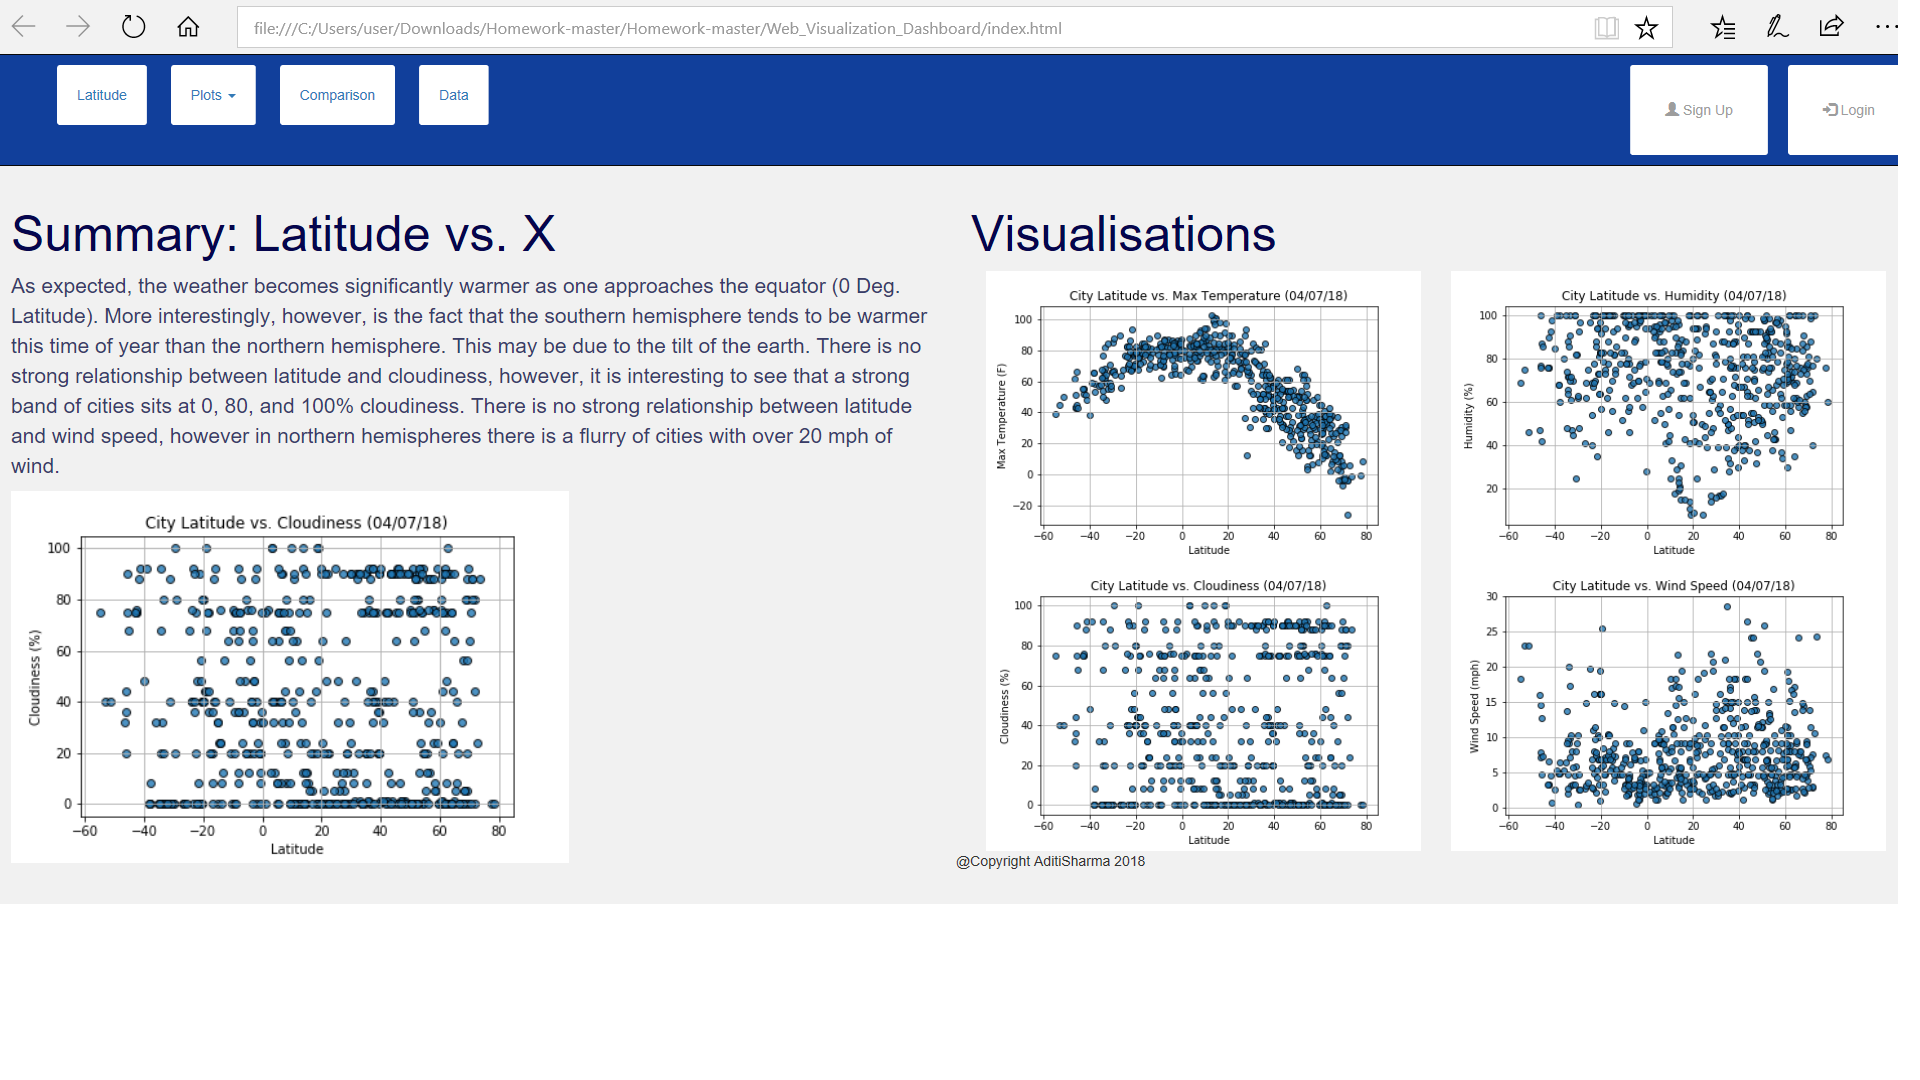 file:///C:/Users/user/Downloads/Homework-master/Homework-master/Web_Visualization_Dashboard/index.html
Latitude
Plots
Comparison
Data
Sign Up
Login
Summary: Latitude vs. X
As expected, the weather becomes significantly warmer as one approaches the equator (0 Deg.
Latitude). More interestingly, however, is the fact that the southern hemisphere tends to be warmer
this time of year than the northern hemisphere. This may be due to the tilt of the earth. There is no
strong relationship between latitude and cloudiness, however, it is interesting to see that a strong
band of cities sits at 0, 80, and 100% cloudiness. There is no strong relationship between latitude
and wind speed, however in northern hemispheres there is a flurry of cities with over 20 mph of
wind.
City Latitude vs. Cloudiness (04/07/18)
Cloudiness (%)
100
80
60
40
20
0
−60 −40 −20 0 20 40 60 80
Latitude
Visualisations
City Latitude vs. Max Temperature (04/07/18)
Max Temperature (F)
100
80
60
40
20
0
−20
−60 −40 −20 0 20 40 60 80
Latitude
City Latitude vs. Humidity (04/07/18)
Humidity (%)
100
80
60
40
20
−60 −40 −20 0 20 40 60 80
Latitude
City Latitude vs. Cloudiness (04/07/18)
Cloudiness (%)
100
80
60
40
20
0
−60 −40 −20 0 20 40 60 80
Latitude
City Latitude vs. Wind Speed (04/07/18)
Wind Speed (mph)
30
25
20
15
10
5
0
−60 −40 −20 0 20 40 60 80
Latitude
@Copyright AditiSharma 2018